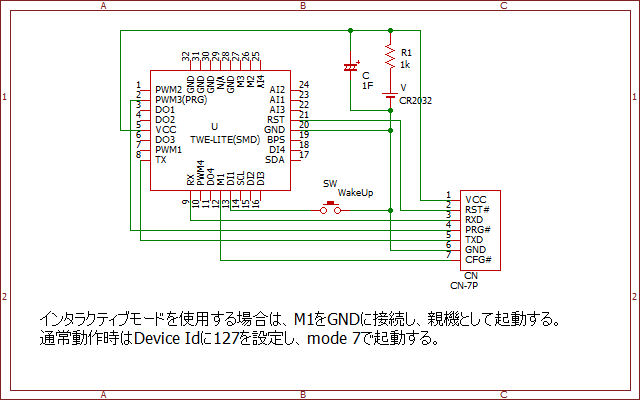 A B C
1
2
32 31 30 29 28 27 26 25
GND GND GND N/A GND M3 M2 AI4
1 PWM2
2 PWM3(PRG)
3 DO1
4 DO2
5 VCC
6 DO3
7 PWM1
8 TX
U
TWE-LITE(SMD)
AI2 24
AI1 23
AI3 22
RST 21
GND 20
BPS 19
DI4 18
SDA 17
RX PWM4 DO4 M1 DI1 SCL DI2 DI3
9 10 11 12 13 14 15 16
C
1F
R1
1k
V
CR2032
SW
WakeUp
1 VCC
2 RST#
3 RXD
4 PRG#
5 TXD
6 GND
7 CFG#
CN
CN-7P
1
2
インタラクティブモードを使用する場合は、M1をGNDに接続し、親機として起動する。
通常動作時はDevice Idに127を設定し、mode 7で起動する。
A B C